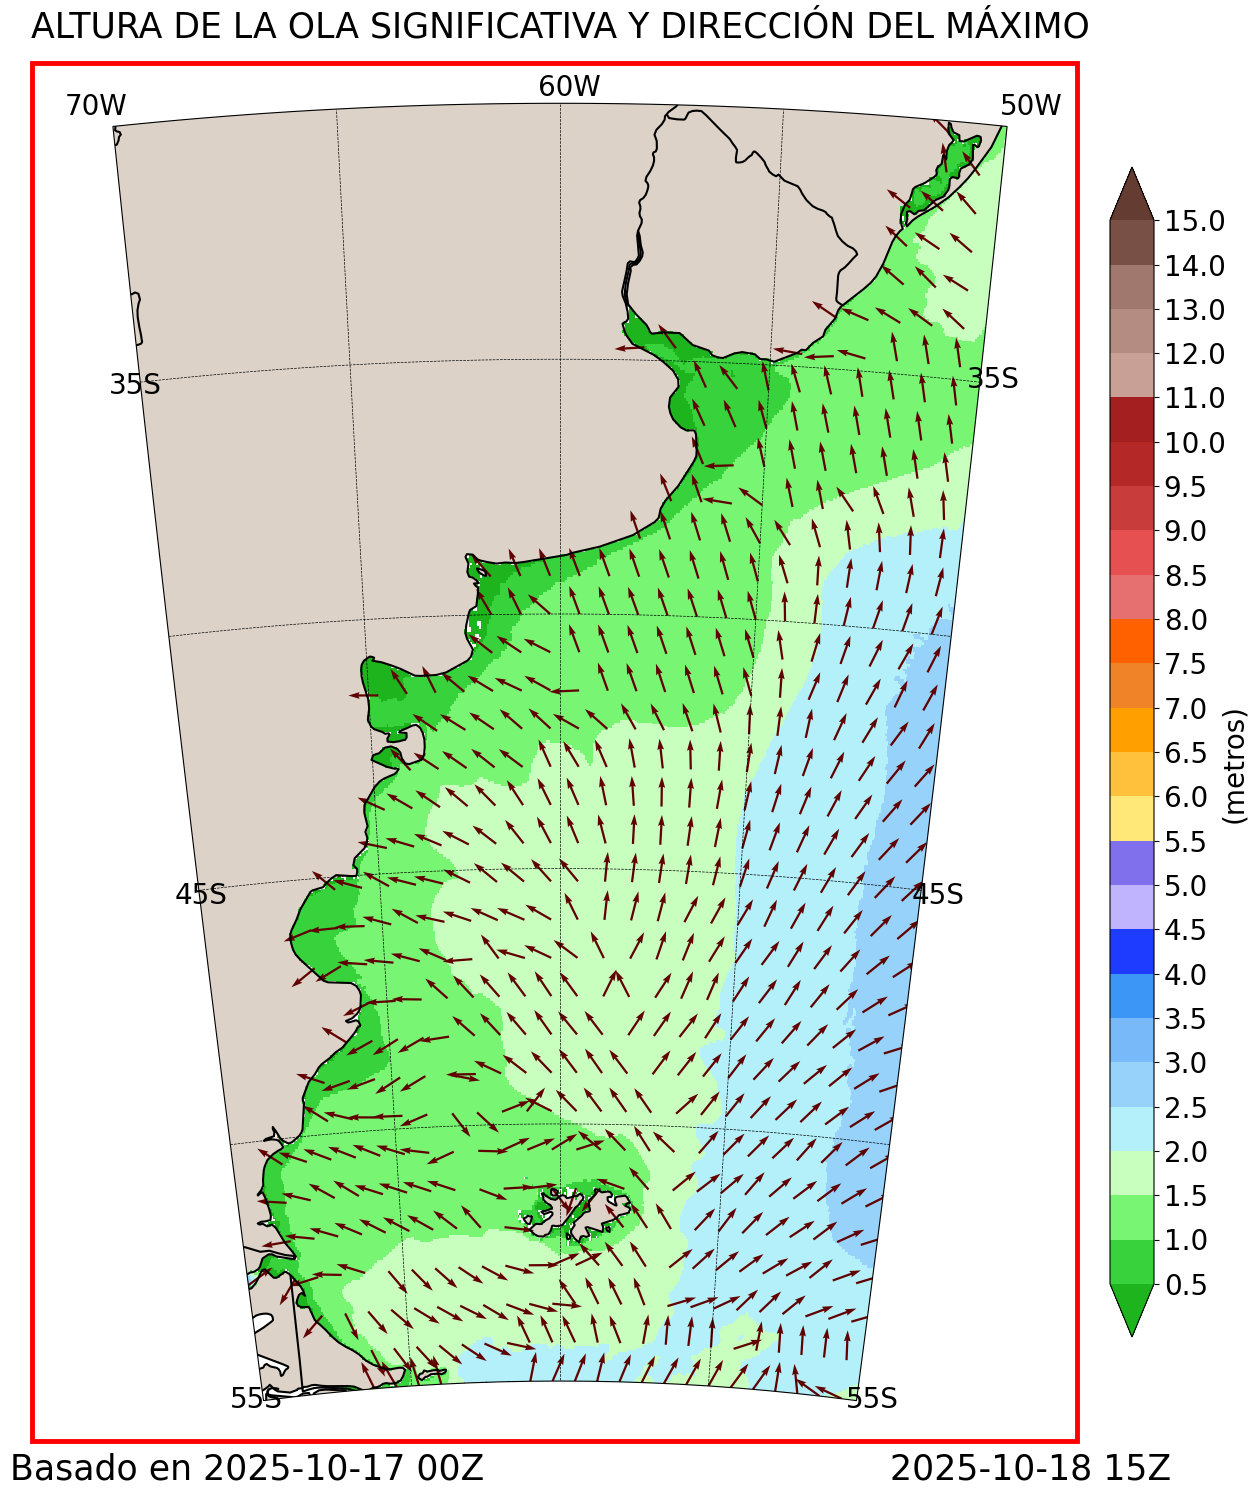 ALTURA DE LA OLA SIGNIFICATIVA Y DIRECCIÓN DEL MÁXIMO
70W
60W
50W
35S
35S
45S
45S
55S
55S
15.0
14.0
13.0
12.0
11.0
10.0
9.5
9.0
8.5
8.0
7.5
7.0
6.5
6.0
5.5
5.0
4.5
4.0
3.5
3.0
2.5
2.0
1.5
1.0
0.5
(metros)
Basado en 2025-10-17 00Z
2025-10-18 15Z